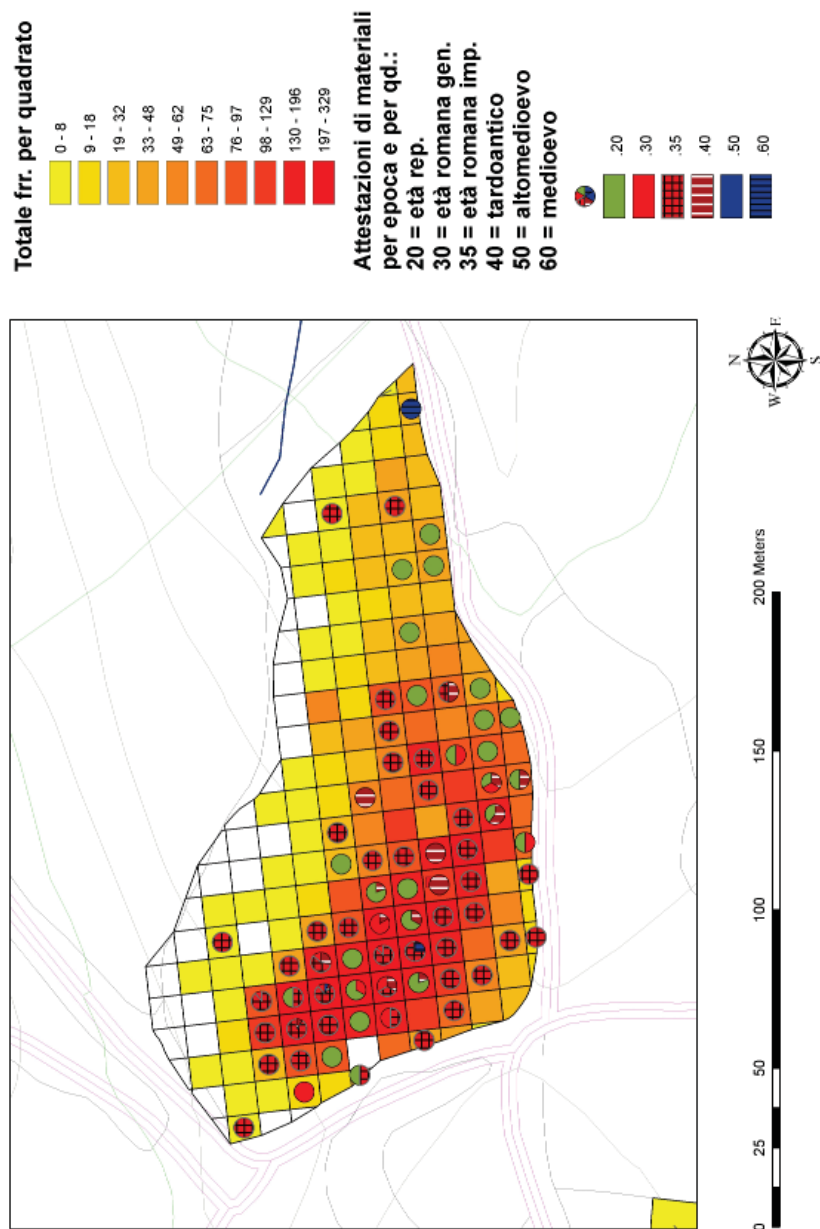 Totale frr. per quadrato
0 - 8
9 - 18
19 - 32
33 - 48
49 - 62
63 - 75
76 - 97
98 - 129
130 - 196
197 - 329
Attestazioni di materiali
per epoca e per qd.:
20 = età rep.
30 = età romana gen.
35 = età romana imp.
40 = tardoantico
50 = altomedioevo
60 = medioevo
.20
.30
.35
.40
.50
.60
N
W E
S
0 25 50 100 150 200 Meters